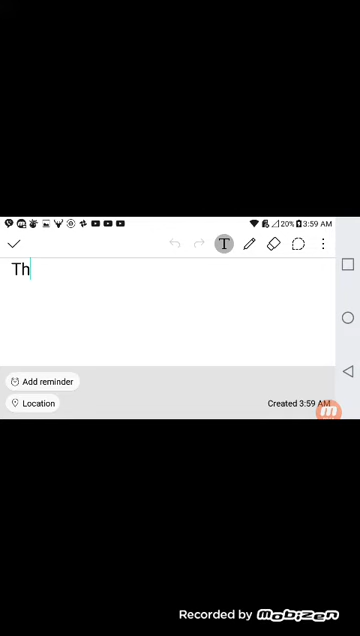 20% 3:59 AM
T
Th
Add reminder
Location
Created 3:59 AM
Recorded by mobizen